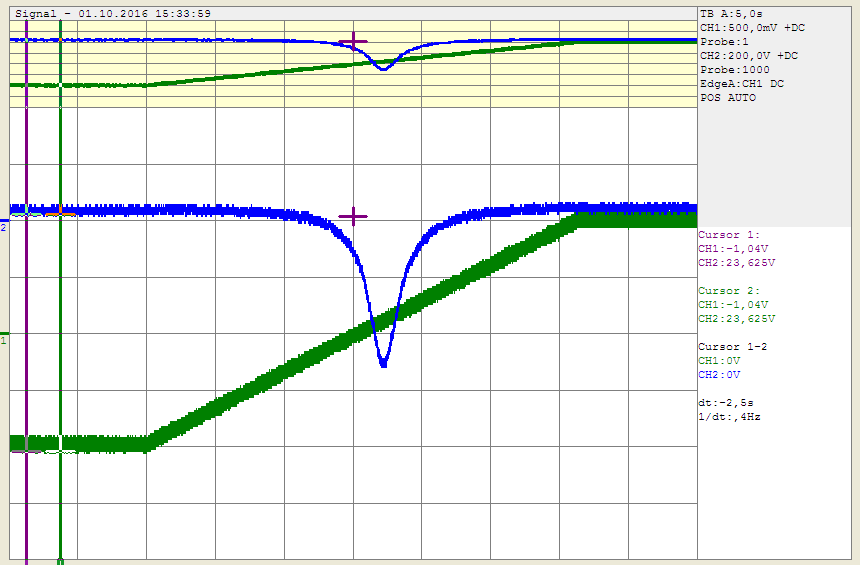 Signal - 01.10.2016 15:33:59
TB A:5,0s
CH1:500,0mV +DC
Probe:1
CH2:200,0V +DC
Probe:1000
EdgeA:CH1 DC
POS AUTO
2
1
Cursor 1:
CH1:-1,04V
CH2:23,625V
Cursor 2:
CH1:-1,04V
CH2:23,625V
Cursor 1-2
CH1:0V
CH2:0V
dt:-2,5s
1/dt:,4Hz